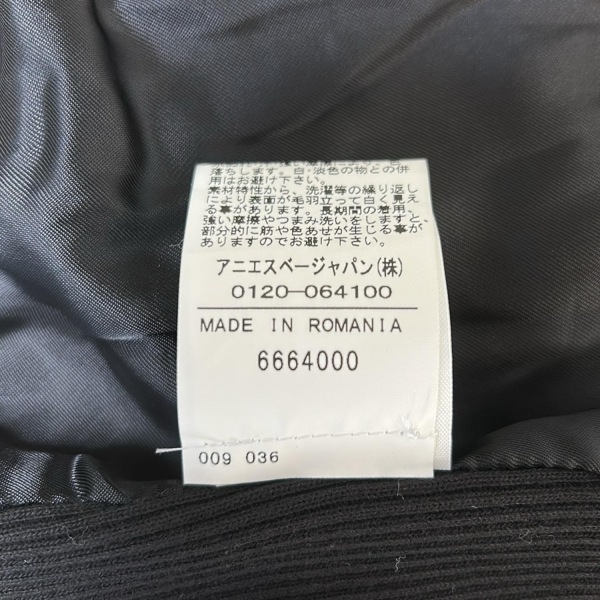 落ちします。白・淡色の物との併
用はお避け下さい。
素材特性から、洗濯等の繰り返し
により表面が毛羽立って白く見え
る事があります。長期間の着用、
強い摩擦やつまみ洗いをしますと、
部分的に筋や色あせが生じる事が
ありますのでお避け下さい。
アニエスベージャパン(株)
0120-064100
MADE IN ROMANIA
6664000
009 036